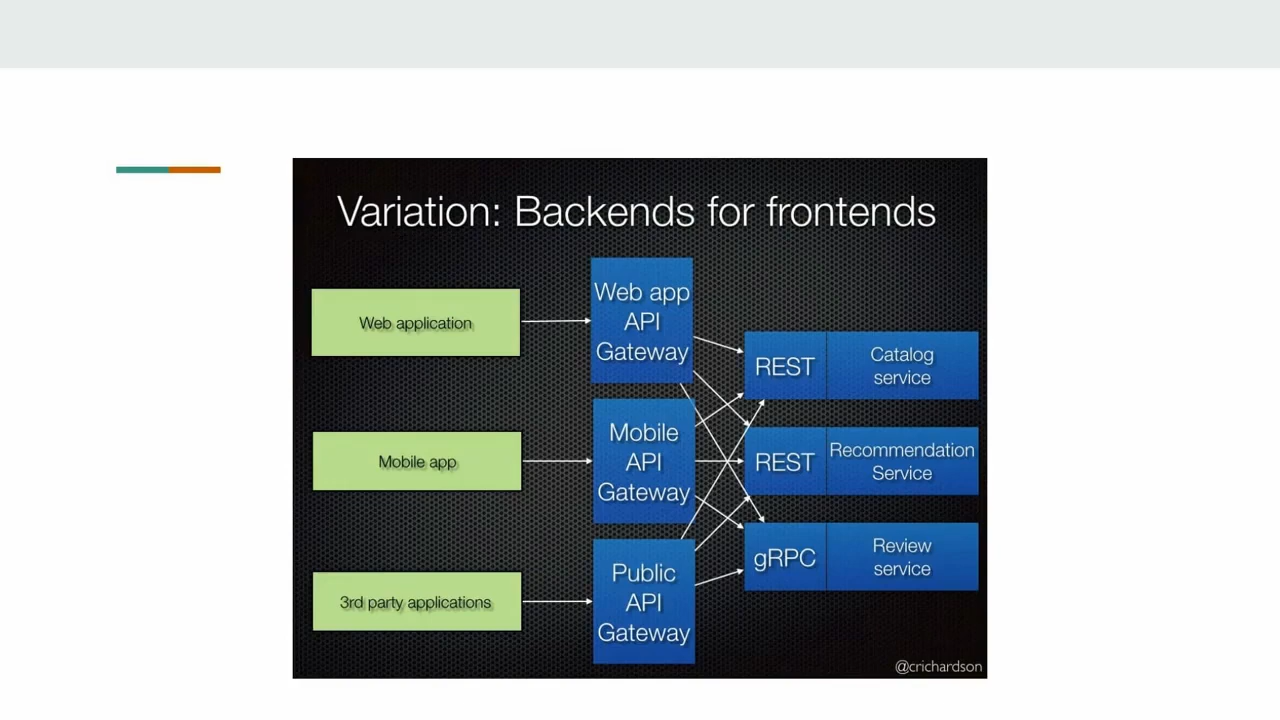 Variation: Backends for frontends
Web application
Web app
API
Gateway
REST
Catalog
service
Mobile app
Mobile
API
Gateway
REST
Recommendation
Service
3rd party applications
Public
API
Gateway
gRPC
Review
service
@crichardson